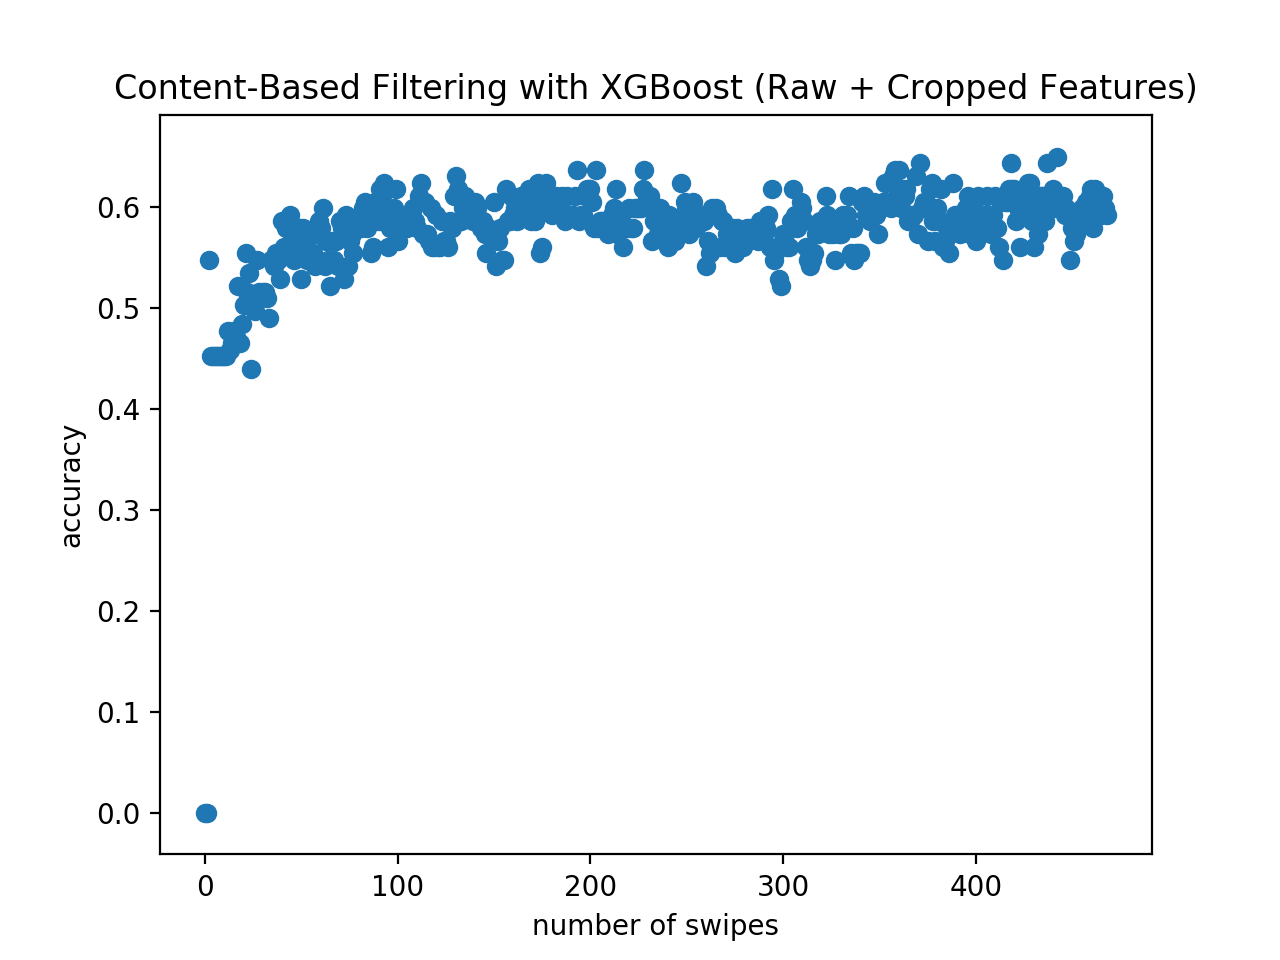 Content-Based Filtering with XGBoost (Raw + Cropped Features)
0.6
0.5
0.4
0.3
0.2
0.1
0.0
accuracy
0 100 200 300 400
number of swipes